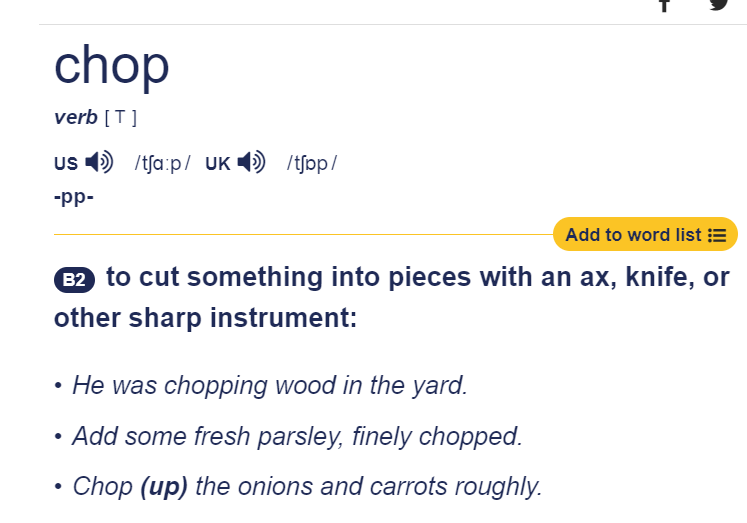 chop
verb [ T ]
US /tʃɑːp/ UK /tʃɒp/
-pp-
Add to word list
B2 to cut something into pieces with an ax, knife, or
other sharp instrument:
• He was chopping wood in the yard.
• Add some fresh parsley, finely chopped.
• Chop (up) the onions and carrots roughly.